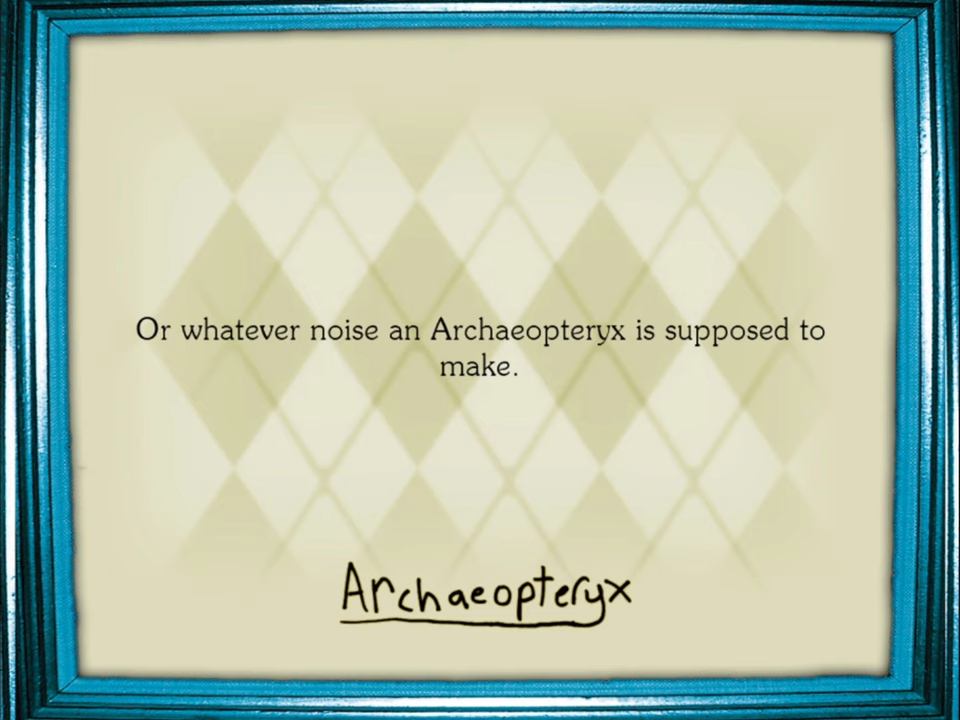 Or whatever noise an Archaeopteryx is supposed to
make.
Archaeopteryx